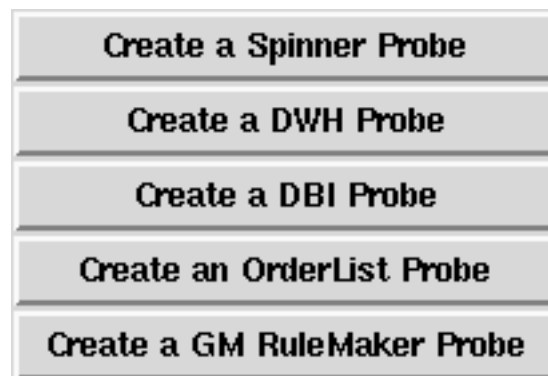 Create a Spinner Probe
Create a DWH Probe
Create a DBI Probe
Create an OrderList Probe
Create a GM RuleMaker Probe